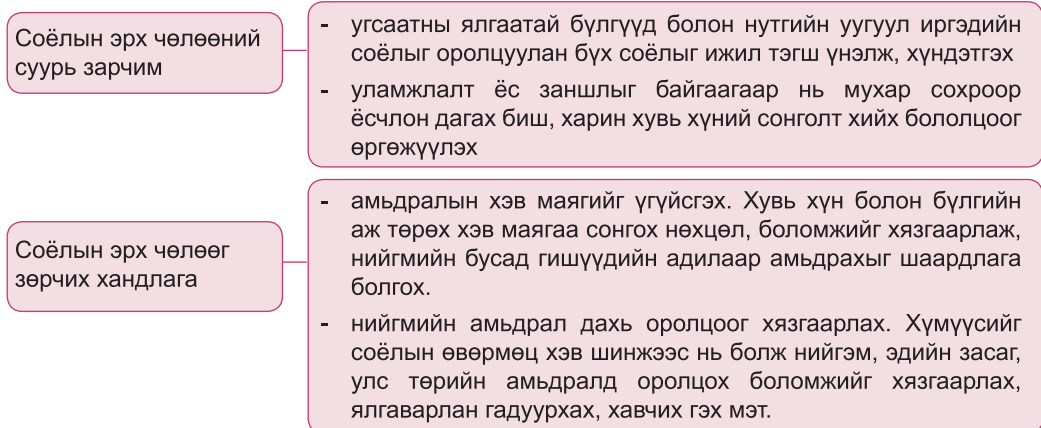 Соёлын эрх чөлөөний
суурь зарчим
- угсаатны ялгаатай бүлгүүд болон нутгийн уугуул иргэдийн
соёлыг оролцуулан бүх соёлыг ижил тэгш үнэлж, хүндэтгэх
- уламжлалт ёс заншлыг байгаагаар нь мухар сохроор
ёсчлон дагах биш, харин хувь хүний сонголт хийх бололцоог
өргөжүүлэх
Соёлын эрх чөлөөг
зөрчих хандлага
- амьдралын хэв маягийг үгүйсгэх. Хувь хүн болон бүлгийн
аж төрөх хэв маягаа сонгох нөхцөл, боломжийг хязгаарлаж,
нийгмийн бусад гишүүдийн адилаар амьдрахыг шаардлага
болгох.
- нийгмийн амьдрал дахь оролцоог хязгаарлах. Хүмүүсийг
соёлын өвөрмөц хэв шинжээс нь болж нийгэм, эдийн засаг,
улс төрийн амьдралд оролцох боломжийг хязгаарлах,
ялгаварлан гадуурхах, хавчих гэх мэт.